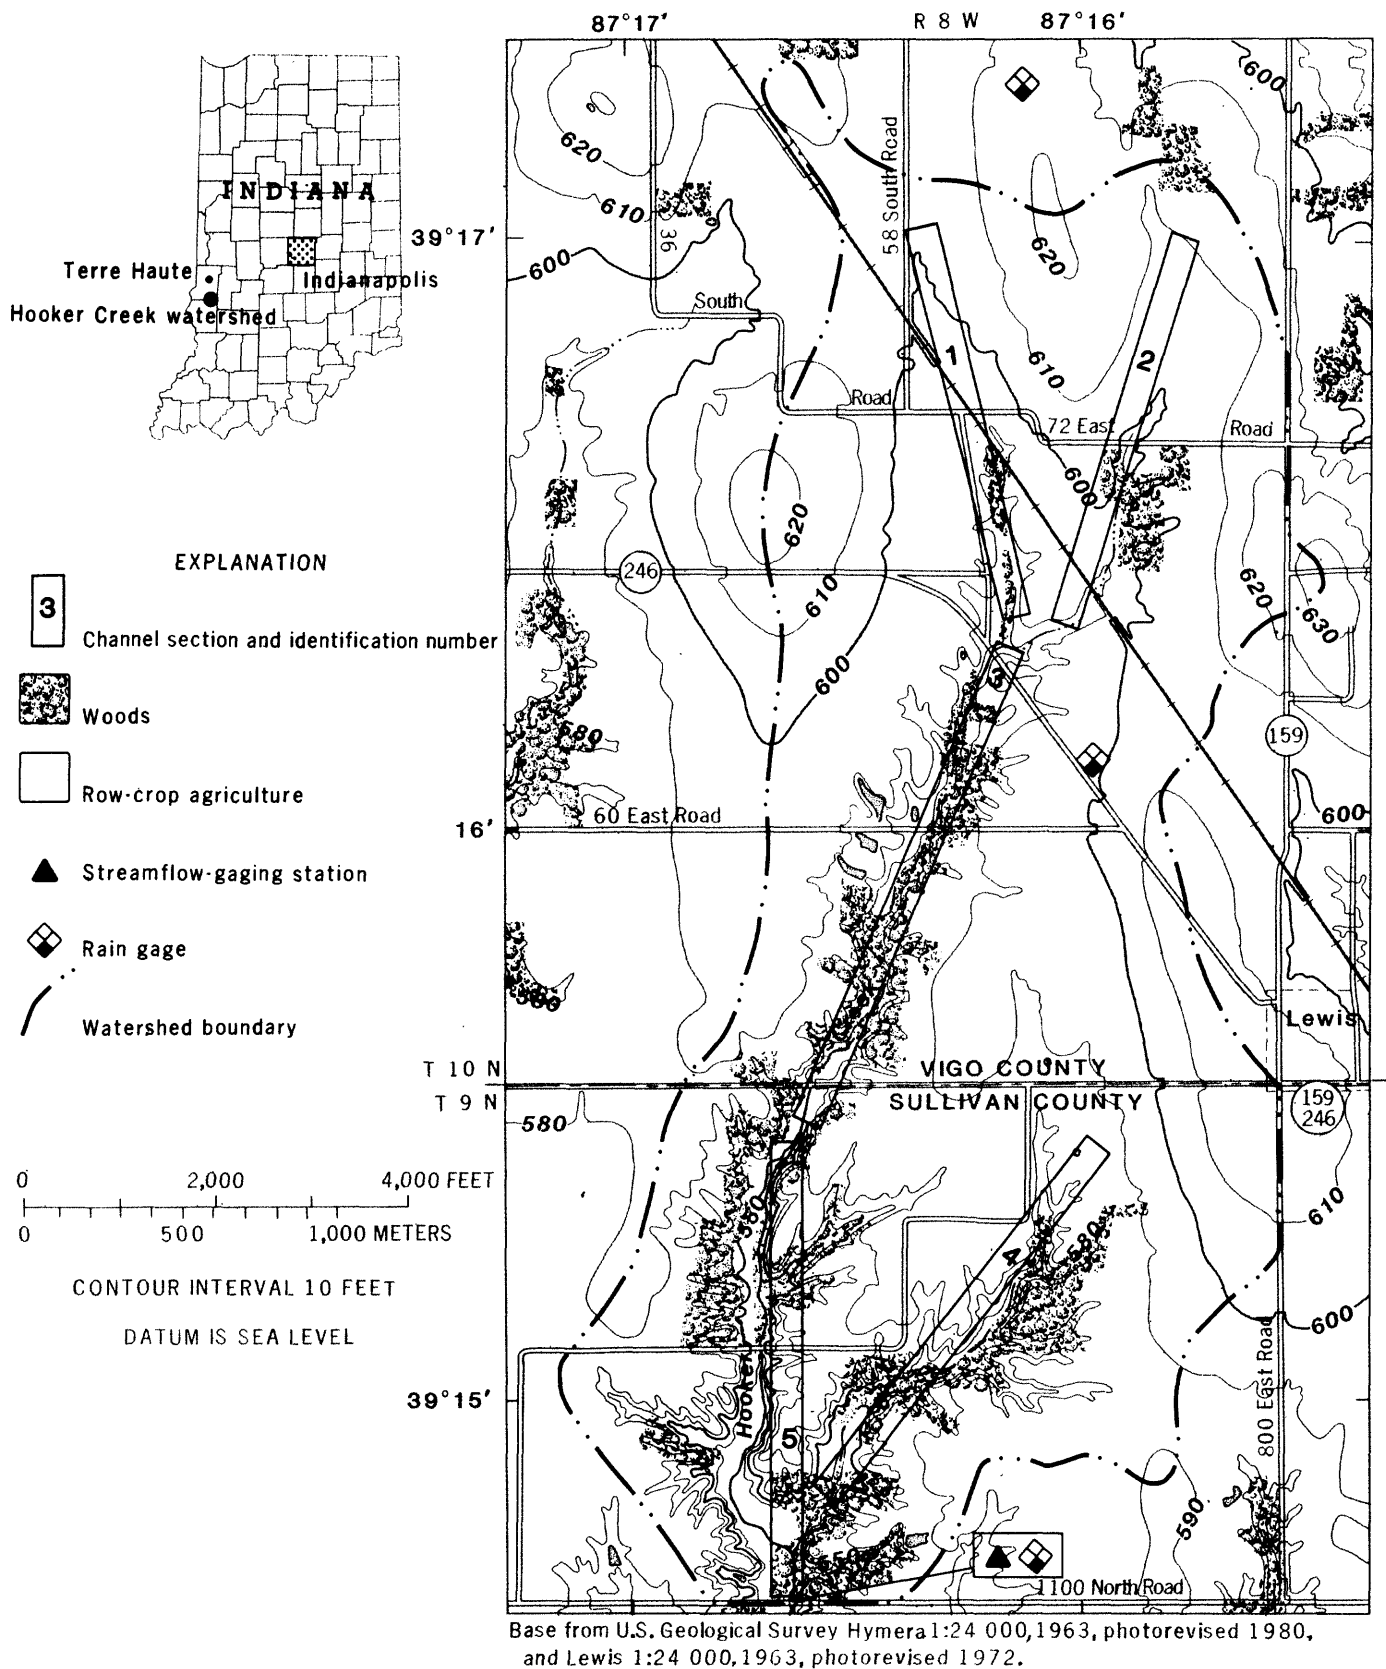 87°17'
R 8 W
87°16'
600
620
610
58 South Road
INDIANA
36
39°17'
620
600
Terre Haute
Indianapolis
Hooker Creek watershed
South
1
2
610
Road
72 East
Road
600
620
EXPLANATION
246
620
610
630
3
Channel section and identification number
600
3
Woods
580
159
Row-crop agriculture
60 East Road
600
16'
Streamflow-gaging station
Rain gage
580
Lewis
Watershed boundary
T 10 N
VIGO COUNTY
T 9 N
SULLIVAN COUNTY
159
246
580
0 2,000 4,000 FEET
580
610
0 500 1,000 METERS
4
580
CONTOUR INTERVAL 10 FEET
600
DATUM IS SEA LEVEL
Hooker
Creek
39°15'
800 East Road
5
590
1100 North Road
Base from U.S. Geological Survey Hymera 1:24 000, 1963, photorevised 1980,
and Lewis 1:24 000, 1963, photorevised 1972.